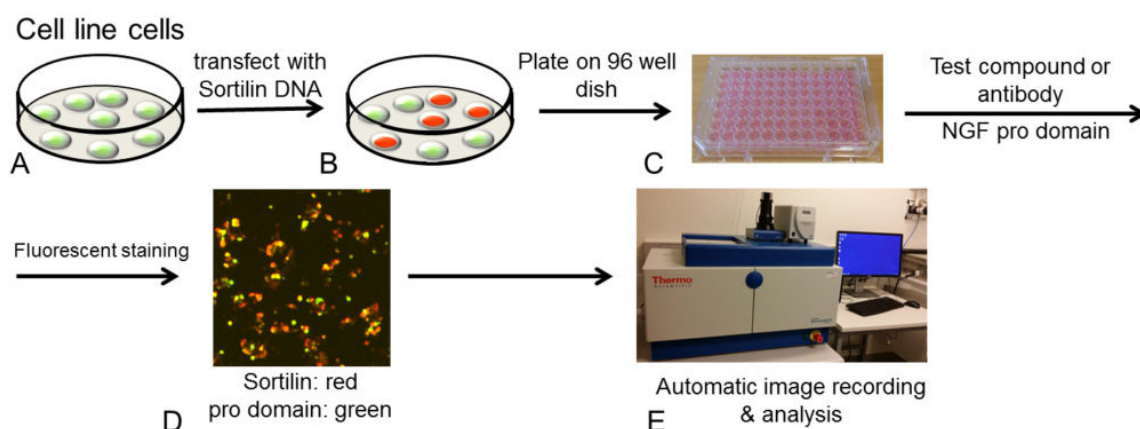 Cell line cells
transfect with
Sortilin DNA
Plate on 96 well
dish
Test compound or
antibody
NGF pro domain
A
B
C
Fluorescent staining
Thermo
SCIENTIFIC
Sortilin: red
pro domain: green
D
Automatic image recording
& analysis
E